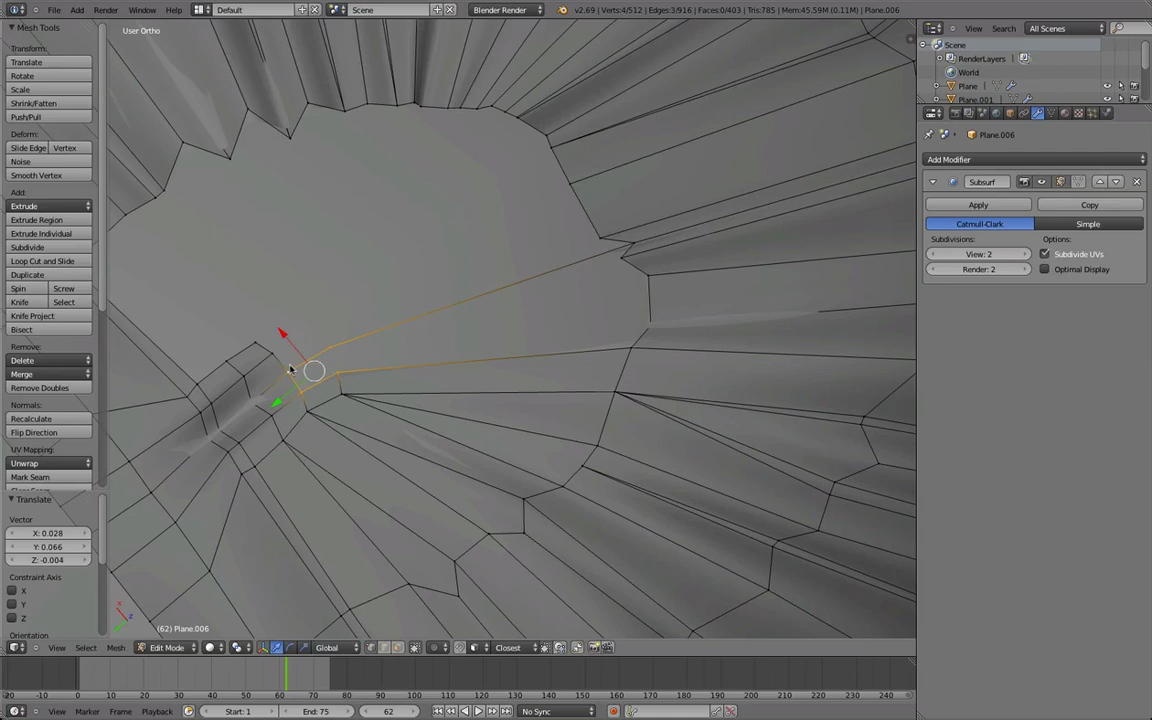 File Add Render Window Help Default Scene Blender Render v2.69 | Verts:4/512 | Edges:3/916 | Faces:0/403 | Tris:785 | Mem:45.59M (0.11M) | Plane.006
Mesh Tools
User Ortho
View Search All Scenes
Transform:
Translate
Rotate
Scale
Shrink/Fatten
Push/Pull
Deform:
Slide Edge Vertex
Noise
Smooth Vertex
Add:
Extrude
Extrude Region
Extrude Individual
Subdivide
Loop Cut and Slide
Duplicate
Spin Screw
Knife Select
Knife Project
Bisect
Remove:
Delete
Merge
Remove Doubles
Normals:
Recalculate
Flip Direction
UV Mapping:
Unwrap
Mark Seam
Translate
Vector
X: 0.028
Y: 0.066
Z: -0.004
Constraint Axis
X
Y
Z
Orientation
x
z
y
(62) Plane.006
Scene
RenderLayers
World
Plane
Plane.001
Plane.006
Add Modifier
Subsurf
Apply Copy
Catmull-Clark Simple
Subdivisions: Options:
View: 2 Subdivide UVs
Render: 2 Optimal Display
View Select Mesh Edit Mode Global Closest
-20 -10 0 10 20 30 40 50 60 70 80 90 100 110 120 130 140 150 160 170 180 190 200 210 220 230 240
View Marker Frame Playback Start: 1 End: 75 62 No Sync